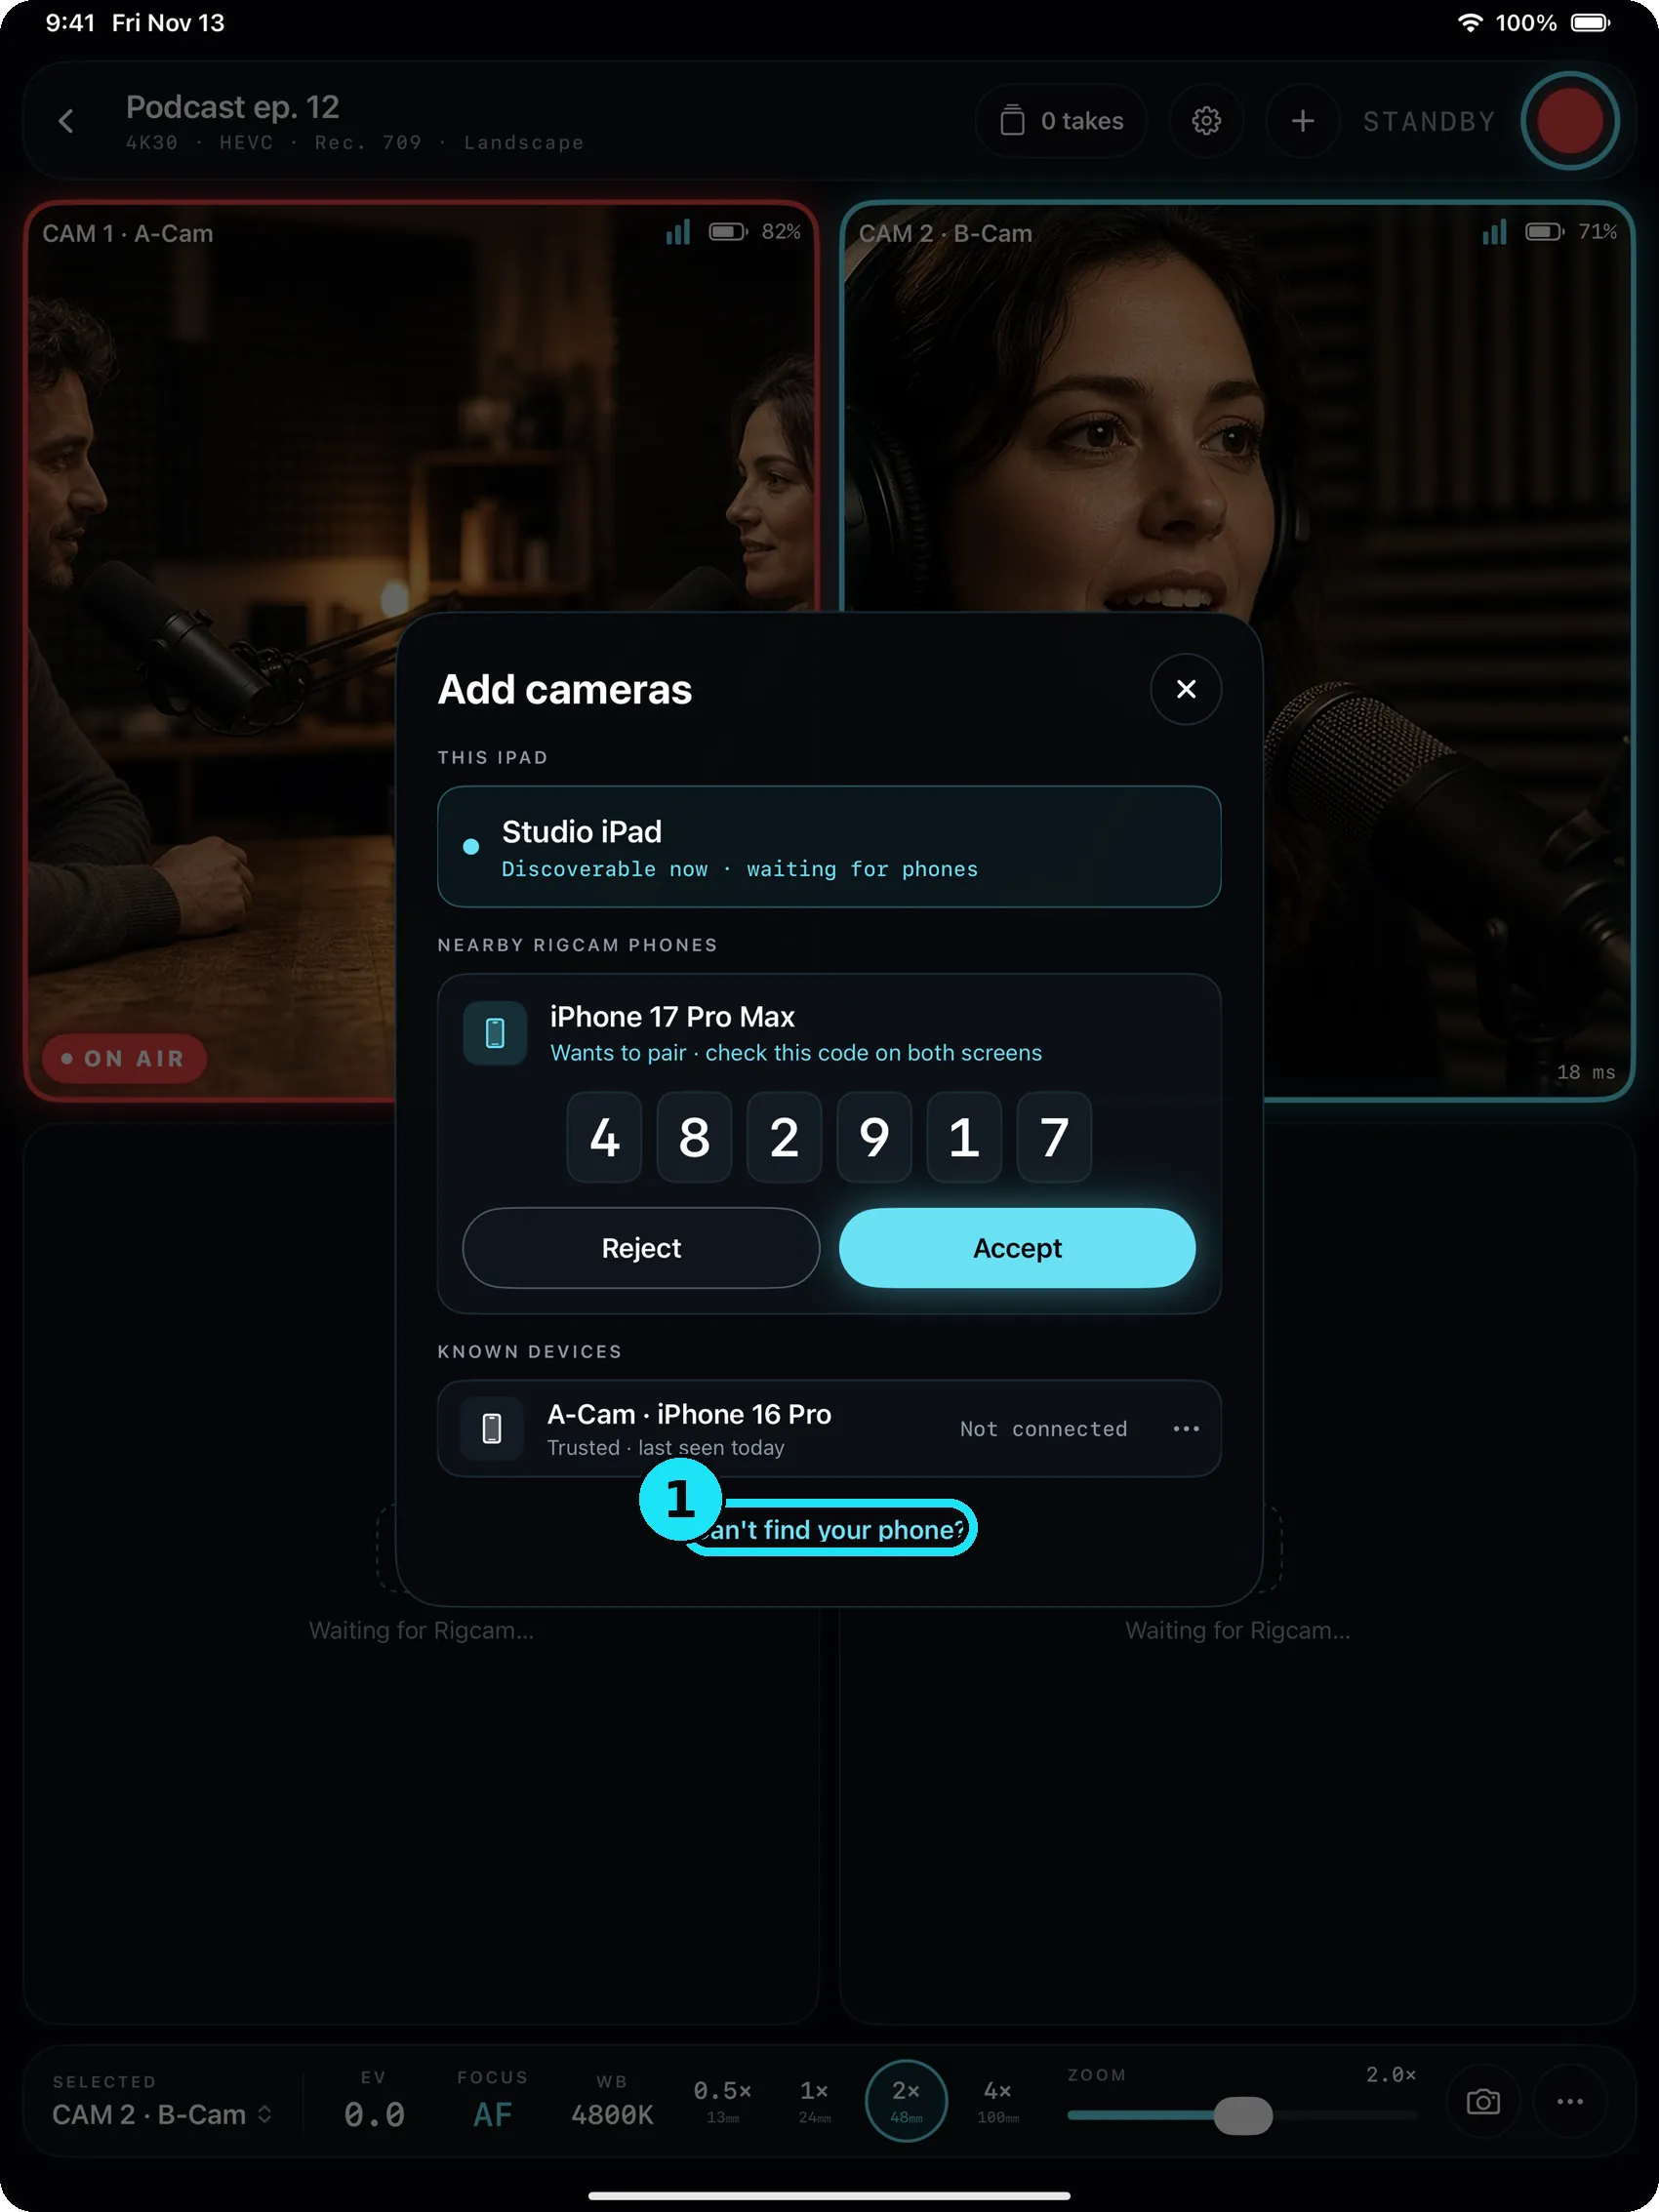 9:41 Fri Nov 13
100%
Podcast ep. 12
4K30 · HEVC · Rec. 709 · Landscape
0 takes
STANDBY
CAM 1 · A-Cam
82%
CAM 2 · B-Cam
71%
Add cameras
THIS IPAD
Studio iPad
Discoverable now · waiting for phones
NEARBY RIGCAM PHONES
iPhone 17 Pro Max
Wants to pair · check this code on both screens
4 8 2 9 1 7
Reject
Accept
ON AIR
18 ms
KNOWN DEVICES
A-Cam · iPhone 16 Pro
Trusted · last seen today
Not connected
1
an't find your phone?
Waiting for Rigcam...
Waiting for Rigcam...
SELECTED
CAM 2 · B-Cam
EV
0.0
FOCUS
AF
WB
4800K
0.5×
13mm
1×
24mm
2×
48mm
4×
100mm
ZOOM
2.0×